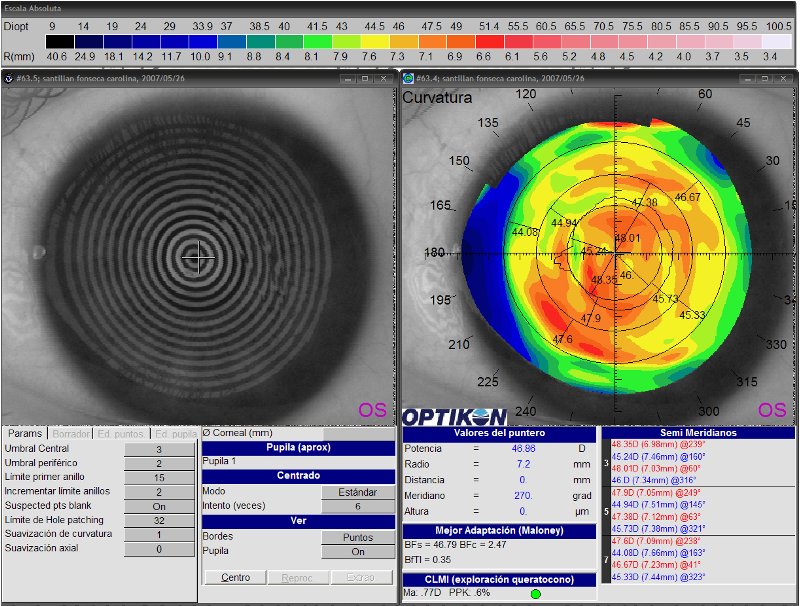 Escala Absoluta
Diopt 9 14 19 24 29 33.9 37 38.5 40 41.5 43 44.5 46 47.5 49 51.4 55.5 60.5 65.5 70.5 75.5 80.5 85.5 90.5 95.5 100.5
R(mm) 40.6 24.9 18.1 14.2 11.7 10.0 9.1 8.8 8.4 8.1 7.9 7.6 7.3 7.1 6.9 6.6 6.1 5.6 5.2 4.8 4.5 4.2 4.0 3.7 3.5 3.4
#63.5; santillan fonseca carolina, 2007/05/26
OS
#63.4; santillan fonseca carolina, 2007/05/26
Curvatura
120
60
135
45
150
30
165
15
180
195
345
210
330
225
315
300
46.67
47.38
44.94
44.08
48.01
45.24
46.
48.35
45.73
45.33
47.9
47.6
OPTIKON
OS
Params
Borrador
Ed. puntos.
Ed. pupila
Umbral Central 3
Umbral periférico 2
Límite primer anillo 15
Incrementar límite anillos 2
Suspected pts blank On
Límite de Hole patching 32
Suavización de curvatura 1
Suavización axial 0
Ø Corneal (mm)
Pupila (aprox)
Pupila 1
Centrado
Modo Estándar
Intento (veces) 6
Ver
Bordes Puntos
Pupila On
Centro
Reproc
Extrap
Valores del puntero
Potencia = 46.86 D
Radio = 7.2 mm
Distancia = 0. mm
Meridiano = 270. grad
Altura = 0. µm
Mejor Adaptación (Maloney)
BFs = 46.79 BFc = 2.47
BfTI = 0.35
CLMI (exploración queratocono)
Ma: .77D PPK: .6%
Semi Meridianos
3
48.35D (6.98mm) @239°
45.24D (7.46mm) @160°
48.01D (7.03mm) @60°
46.D (7.34mm) @316°
5
47.9D (7.05mm) @249°
44.94D (7.51mm) @145°
47.38D (7.12mm) @63°
45.73D (7.38mm) @321°
7
47.6D (7.09mm) @238°
44.08D (7.66mm) @163°
46.67D (7.23mm) @41°
45.33D (7.44mm) @323°